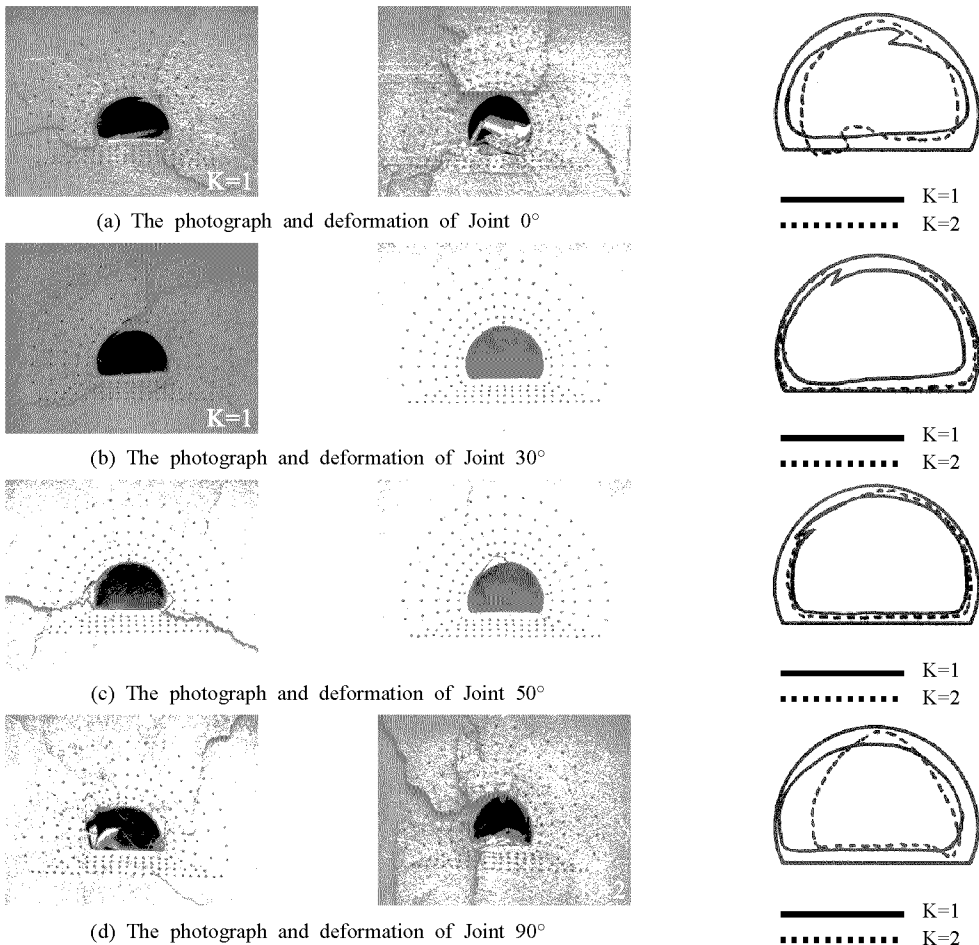 K=1
K=1
K=2
(a) The photograph and deformation of Joint 0°
K=1
K=1
K=2
(b) The photograph and deformation of Joint 30°
K=1
K=2
(c) The photograph and deformation of Joint 50°
2
K=1
K=2
(d) The photograph and deformation of Joint 90°